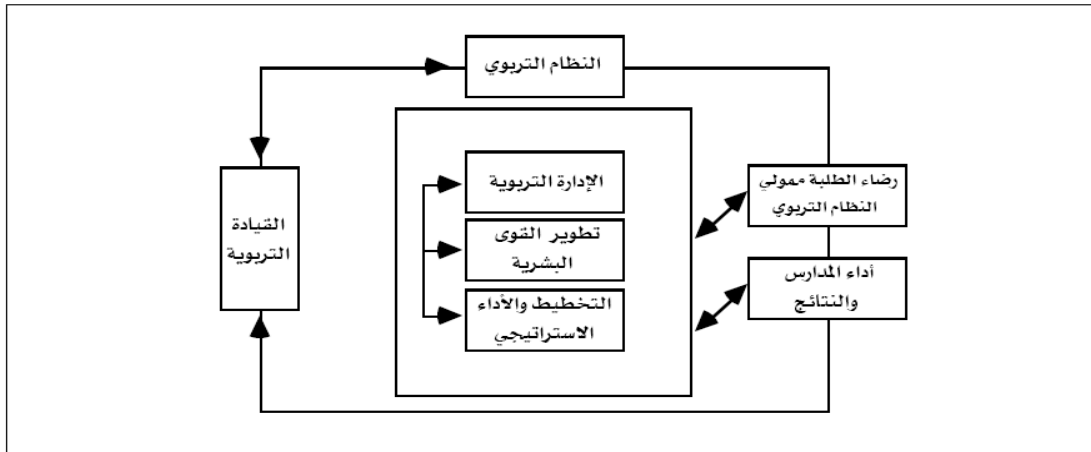 النظام التربوي
رضاء الطلبة ممولي
النظام التربوي
الإدارة التربوية
القيادة
التربوية
تطوير القوى
البشرية
أداء المدارس
والنتائج
التخطيط والأداء
الاستراتيجي